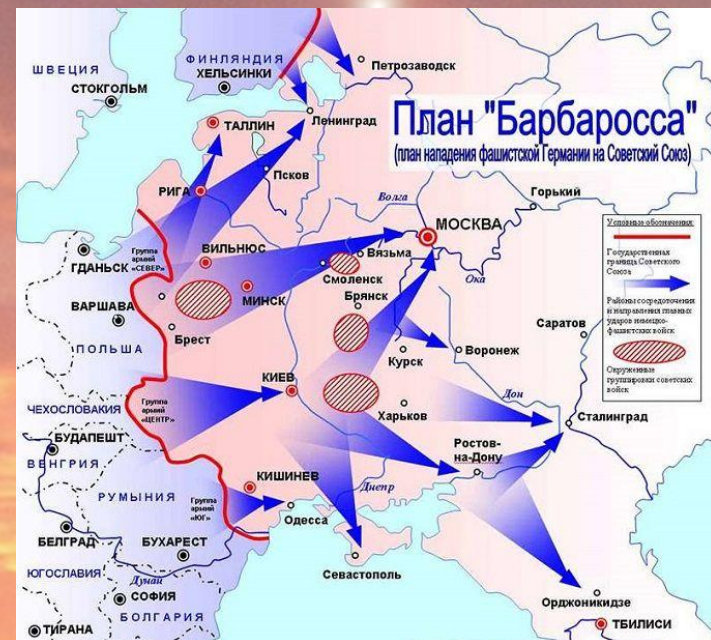 План "Барбаросса"
(план нападения фашистской Германии на Советский Союз)
ШВЕЦИЯ
СТОКГОЛЬМ
ФИНЛЯНДИЯ
ХЕЛЬСИНКИ
Петрозаводск
ТАЛЛИН
Ленинград
Псков
РИГА
Волга
Горький
МОСКВА
Вязьма
Ока
ГДАНЬСК
Группа
армий
«СЕВЕР»
ВИЛЬНЮС
Смоленск
МИНСК
Брянск
ВАРШАВА
Брест
ПОЛЬША
Курск
Воронеж
Саратов
КИЕВ
Харьков
Дон
Сталинград
ЧЕХОСЛОВАКИЯ
Группа
армий
«ЦЕНТР»
БУДАПЕШТ
ВЕНГРИЯ
Ростов-
на-Дону
КИШИНЕВ
Днепр
РУМЫНИЯ
Группа
армий
«ЮГ»
Одесса
БЕЛГРАД
БУХАРЕСТ
Севастополь
ЮГОСЛАВИЯ
Дунай
СОФИЯ
Орджоникидзе
БОЛГАРИЯ
ТИРАНА
ТБИЛИСИ
Условные обозначения
Государственная
граница Советского
Союза
Районы сосредоточения
и направления главных
ударов немецко-
фашистских войск
Окруженные
группировки советских
войск